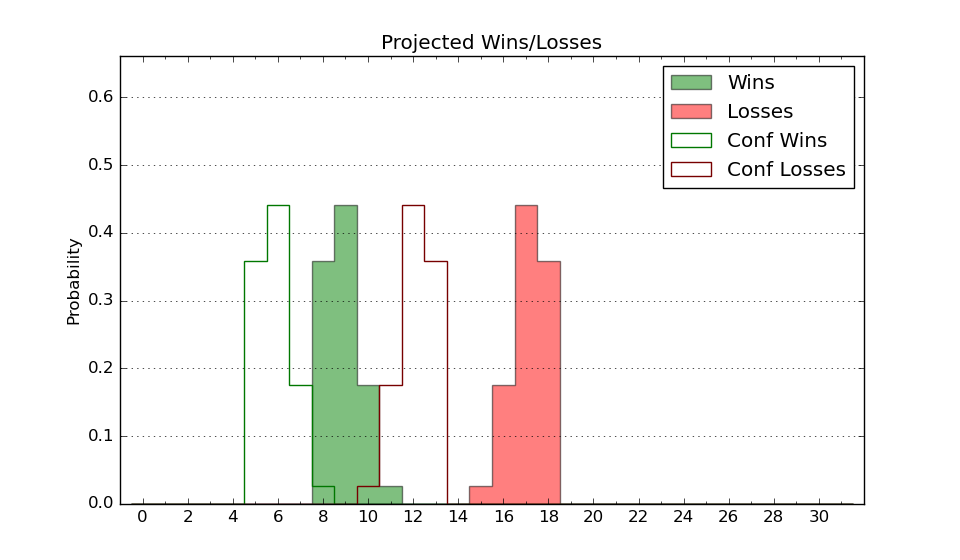 Projected Wins/Losses
Wins
Losses
Conf Wins
Conf Losses
Probability
0.6
0.5
0.4
0.3
0.2
0.1
0.0
0 2 4 6 8 10 12 14 16 18 20 22 24 26 28 30